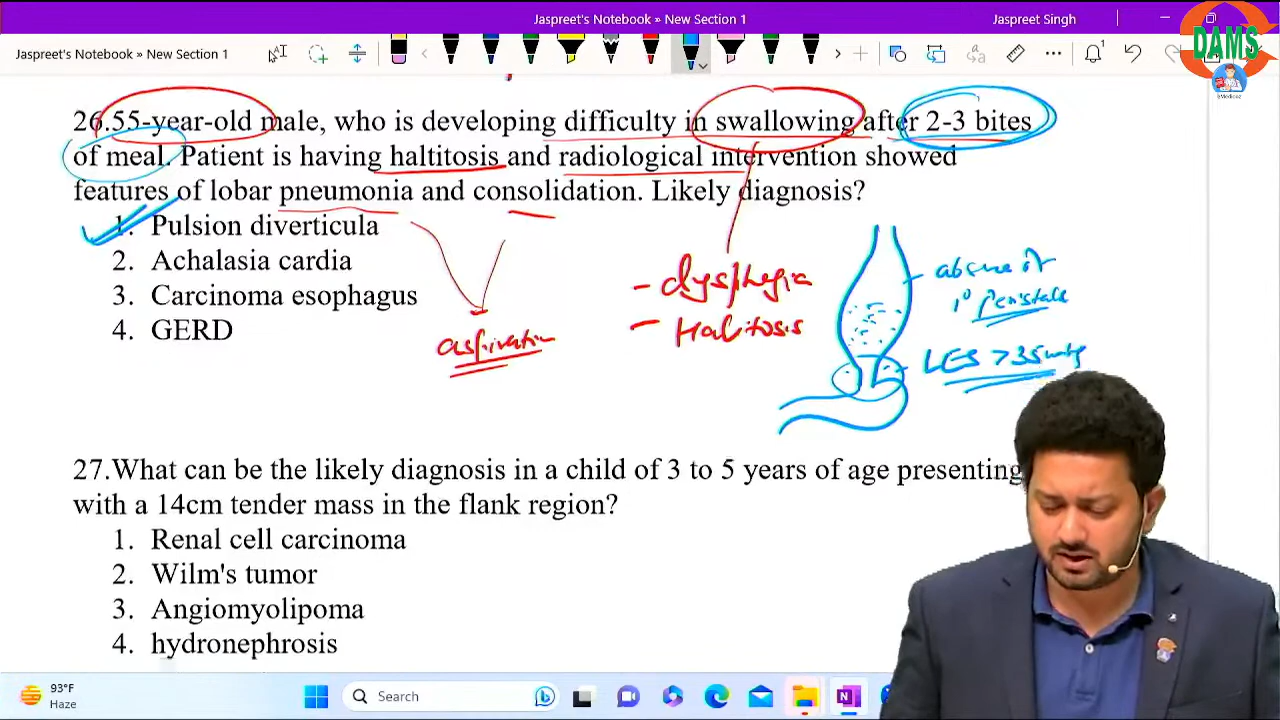 Jaspreet's Notebook » New Section 1
Jaspreet Singh
Jaspreet's Notebook » New Section 1
DAMS
eMedicoz
26.55-year-old male, who is developing difficulty in swallowing after 2-3 bites
of meal. Patient is having haltitosis and radiological intervention showed
features of lobar pneumonia and consolidation. Likely diagnosis?
1. Pulsion diverticula
2. Achalasia cardia
3. Carcinoma esophagus
4. GERD
aspiration
- dysphagia
- Halitosis
absence of
1° peristals
LES >35
27.What can be the likely diagnosis in a child of 3 to 5 years of age presenting
with a 14cm tender mass in the flank region?
1. Renal cell carcinoma
2. Wilm's tumor
3. Angiomyolipoma
4. hydronephrosis
93°F
Haze
Search